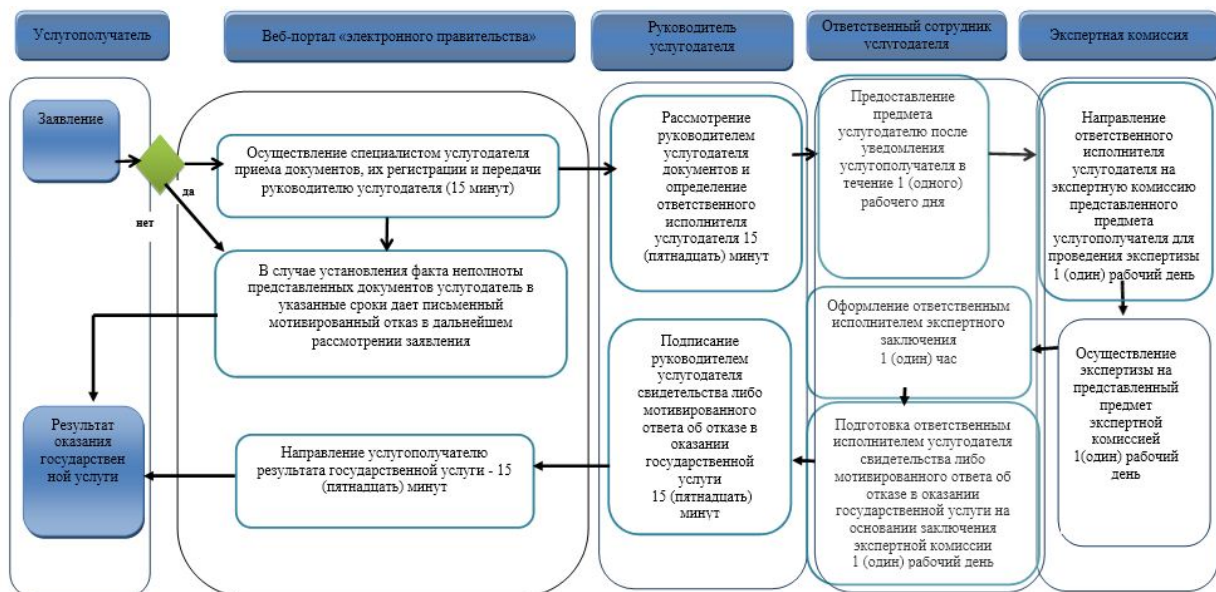 Услугополучатель
Веб-портал «электронного правительства»
Руководитель
услугодателя
Ответственный сотрудник
услугодателя
Экспертная комиссия
Заявление
да
нет
Осуществление специалистом услугодателя
приема документов, их регистрации и передачи
руководителю услугодателя (15 минут)
В случае установления факта неполноты
представленных документов услугодатель в
указанные сроки дает письменный
мотивированный отказ в дальнейшем
рассмотрении заявления
Рассмотрение
руководителем
услугодателя
документов и
определение
ответственного
исполнителя
услугодателя 15
(пятнадцать) минут
Предоставление
предмета
услугодателю после
уведомления
услугополучателя в
течение 1 (одного)
рабочего дня
Направление
ответственного
исполнителя
услугодателя на
экспертную комиссию
представленного
предмета
услугополучателя для
проведения экспертизы
1 (один) рабочий день
Осуществление
экспертизы на
представленный
предмет
экспертной
комиссией
1(один) рабочий
день
Оформление ответственным
исполнителем экспертного
заключения
1 (один) час
Подготовка ответственным
исполнителем услугодателя
свидетельства либо
мотивированного ответа об
отказе в оказании
государственной услуги на
основании заключения
экспертной комиссии
1 (один) рабочий день
Подписание
руководителем
услугодателя
свидетельства либо
мотивированного
ответа об отказе в
оказании
государственной
услуги
15 (пятнадцать)
минут
Направление услугополучателю
результата государственной услуги - 15
(пятнадцать) минут
Результат
оказания
государствен
ной услуги